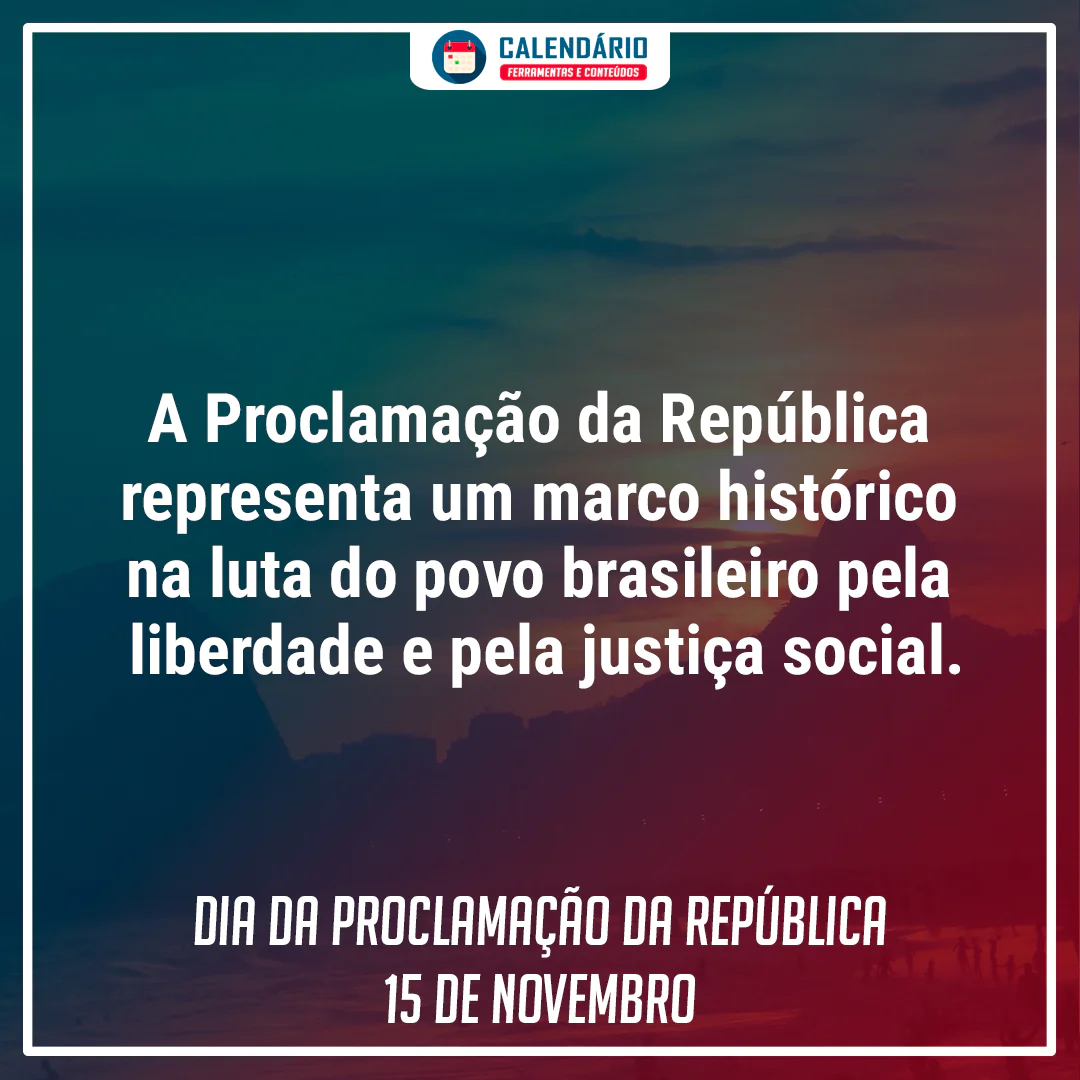 CALENDÁRIO
FERRAMENTAS E CONTEÚDOS
A Proclamação da República
representa um marco histórico
na luta do povo brasileiro pela
liberdade e pela justiça social.
DIA DA PROCLAMAÇÃO DA REPÚBLICA
15 DE NOVEMBRO